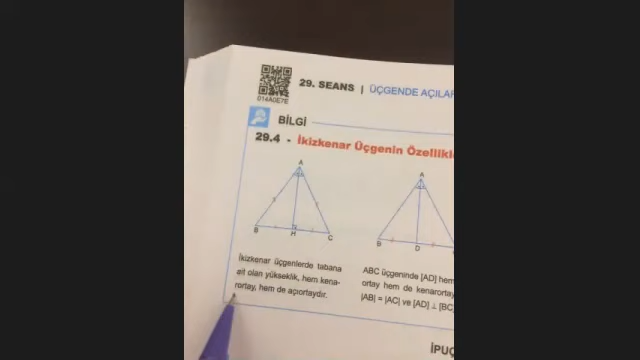 014A0E7E
29. SEANS | ÜÇGENDE AÇILAR
BİLGİ
29.4 - İkizkenar Üçgenin Özellikle
A
B
H
C
İkizkenar üçgenlerde tabana
ait olan yükseklik, hem kena-
rortay, hem de açıortaydır.
A
B
D
ABC üçgeninde [AD] hem
ortay hem de kenarortay
|AB| = |AC| ve [AD] ⊥ [BC]
İPUÇ